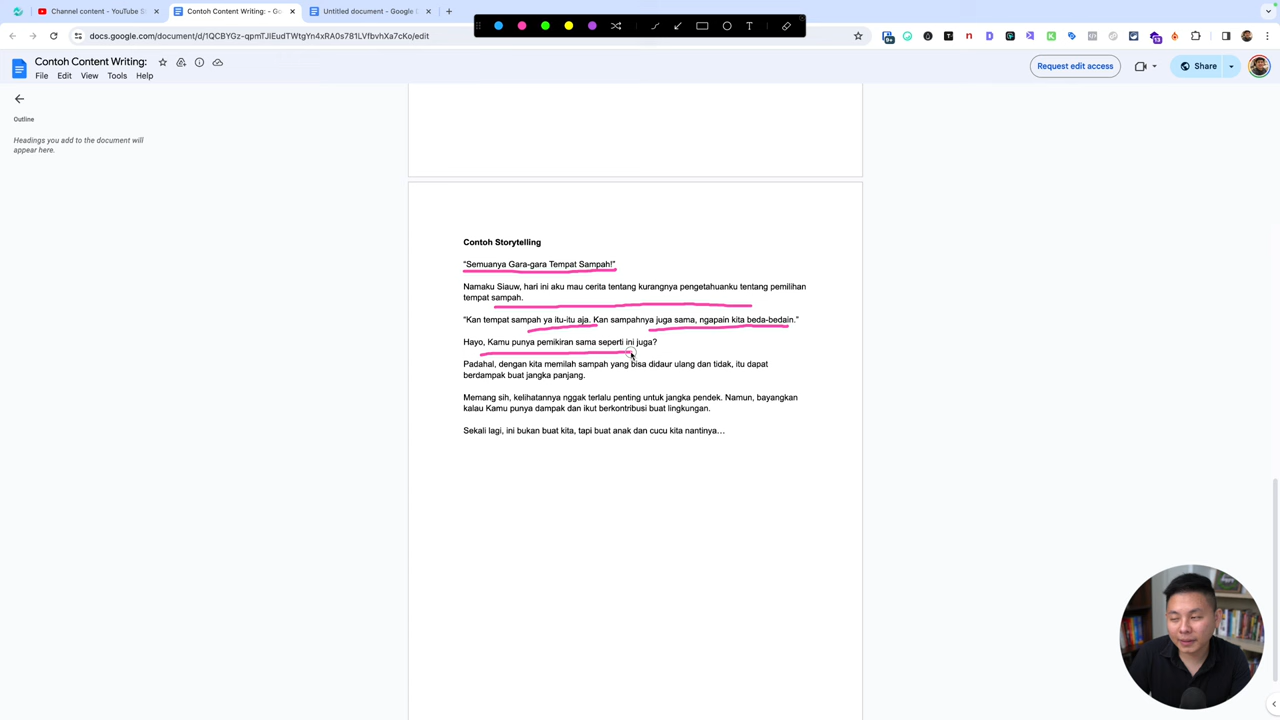 Channel content - YouTube S
Contoh Content Writing: - Go
Untitled document - Google D
docs.google.com/document/d/1QCBYGz-qpmTJIEudTWtgYn4xRA0s781LVfbvhXa7cKo/edit
Contoh Content Writing:
File Edit View Tools Help
Request edit access
Share
Outline
Headings you add to the document will
appear here.
Contoh Storytelling
"Semuanya Gara-gara Tempat Sampah!"
Namaku Siauw, hari ini aku mau cerita tentang kurangnya pengetahuanku tentang pemilihan
tempat sampah.
"Kan tempat sampah ya itu-itu aja. Kan sampahnya juga sama, ngapain kita beda-bedain."
Hayo, Kamu punya pemikiran sama seperti ini juga?
Padahal, dengan kita memilah sampah yang bisa didaur ulang dan tidak, itu dapat
berdampak buat jangka panjang.
Memang sih, kelihatannya nggak terlalu penting untuk jangka pendek. Namun, bayangkan
kalau Kamu punya dampak dan ikut berkontribusi buat lingkungan.
Sekali lagi, ini bukan buat kita, tapi buat anak dan cucu kita nantinya…